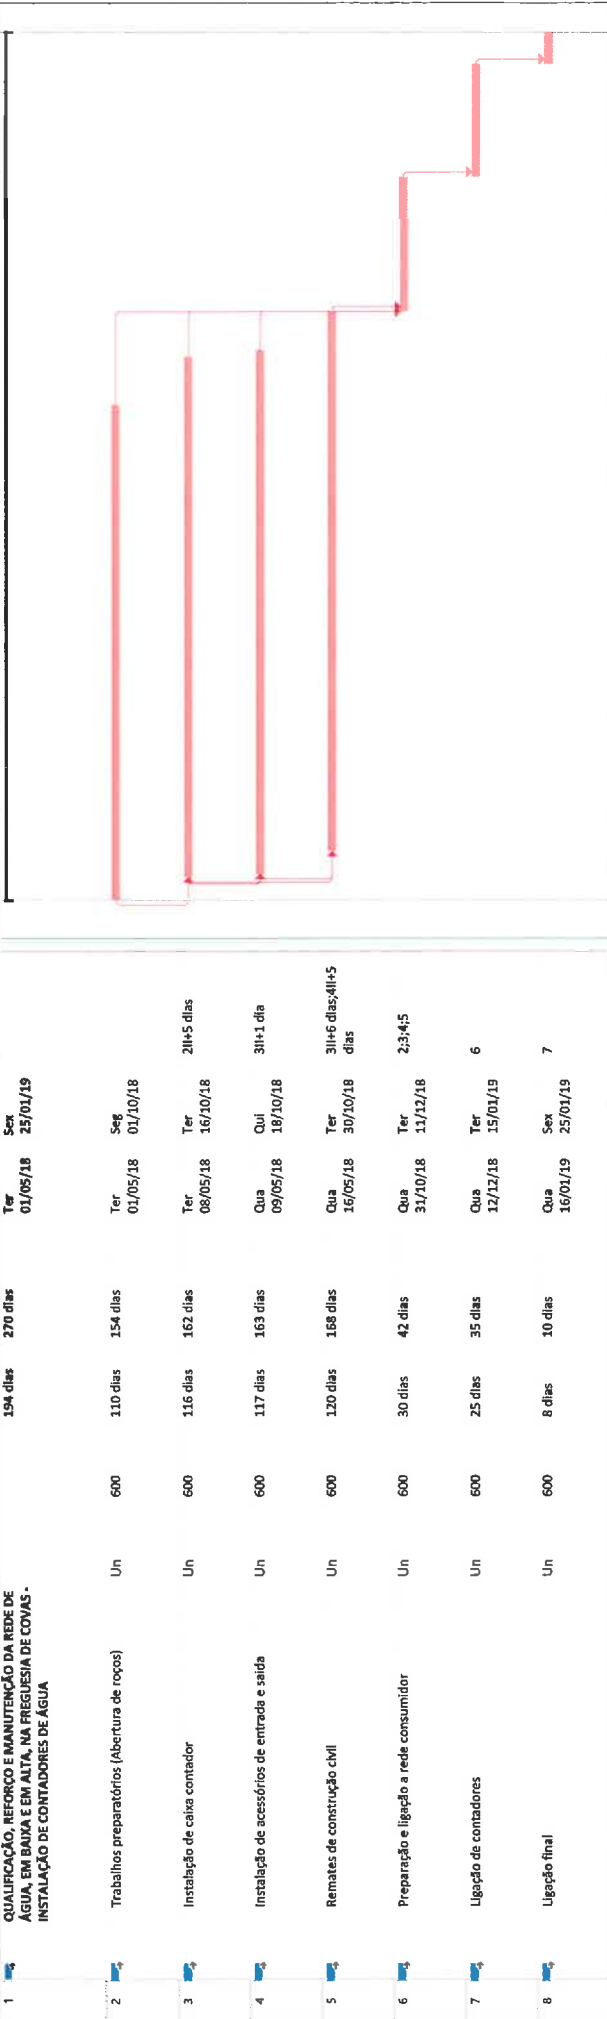 1 QUALIFICAÇÃO, REFORÇO E MANUTENÇÃO DA REDE DE 194 dias 270 dias Ter Sex
ÁGUA, EM BAIXA E EM ALTA, NA FREGUESIA DE COVAS - 01/05/18 25/01/19
INSTALAÇÃO DE CONTADORES DE ÁGUA
2 Trabalhos preparatórios (Abertura de roços) Un 600 110 dias 154 dias Ter Seg
01/05/18 01/10/18
3 Instalação de caixa contador Un 600 116 dias 162 dias Ter Ter 2II+5 dias
08/05/18 16/10/18
4 Instalação de acessórios de entrada e saida Un 600 117 dias 163 dias Qua Qui 3II+1 dia
09/05/18 18/10/18
5 Remates de construção civil Un 600 120 dias 168 dias Qua Ter 3II+6 dias;4II+5
16/05/18 30/10/18 dias
6 Preparação e ligação a rede consumidor Un 600 30 dias 42 dias Qua Ter 2;3;4;5
31/10/18 11/12/18
7 Ligação de contadores Un 600 25 dias 35 dias Qua Ter 6
12/12/18 15/01/19
8 Ligação final Un 600 8 dias 10 dias Qua Sex 7
16/01/19 25/01/19